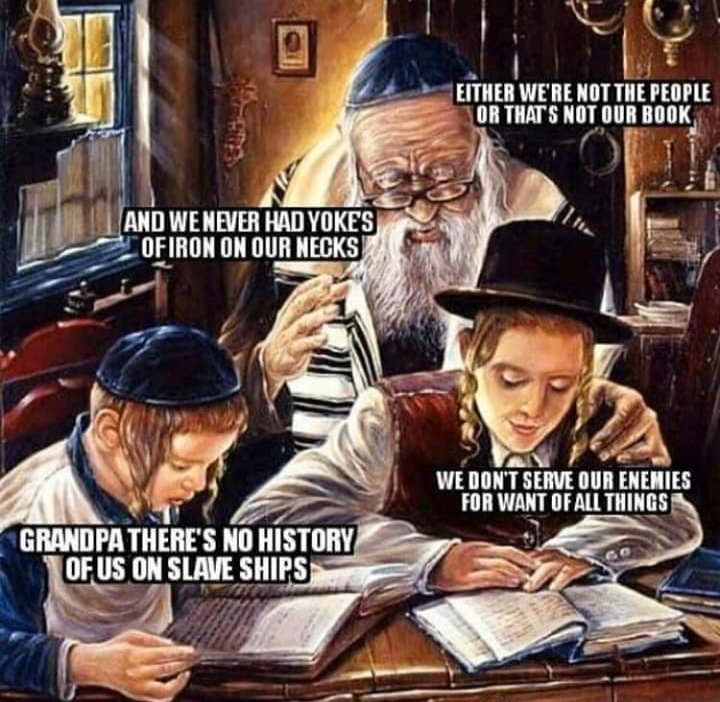 EITHER WE'RE NOT THE PEOPLE
OR THAT'S NOT OUR BOOK
AND WE NEVER HAD YOKE'S
OF IRON ON OUR NECKS
WE DON'T SERVE OUR ENEMIES
FOR WANT OF ALL THINGS
GRANDPA THERE'S NO HISTORY
OF US ON SLAVE SHIPS